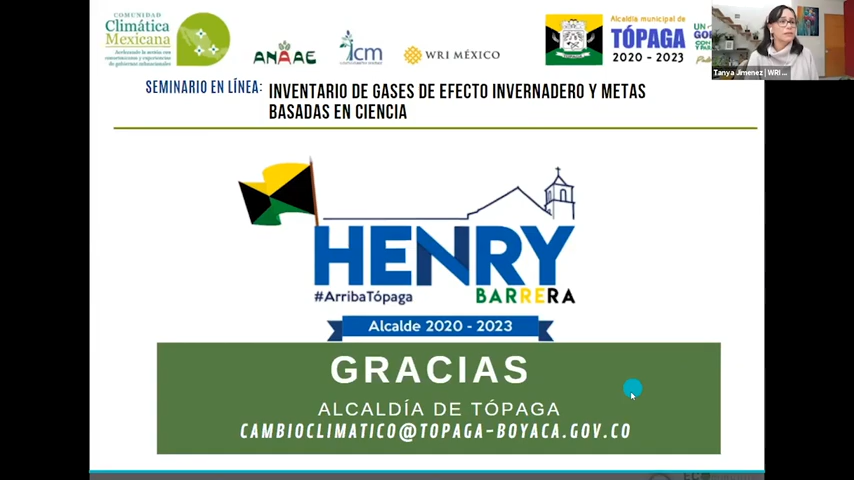 COMUNIDAD
Climática
Mexicana
ANAAE
icm
WRI MÉXICO
Alcaldía municipal de
TÓPAGA
2020 - 2023
UN
Tanya Jimenez | WRI ...
SEMINARIO EN LÍNEA: INVENTARIO DE GASES DE EFECTO INVERNADERO Y METAS
BASADAS EN CIENCIA
HENRY
#ArribaTópaga BARRERA
Alcalde 2020 - 2023
GRACIAS
ALCALDÍA DE TÓPAGA
CAMBIOCLIMATICO@TOPAGA-BOYACA.GOV.CO